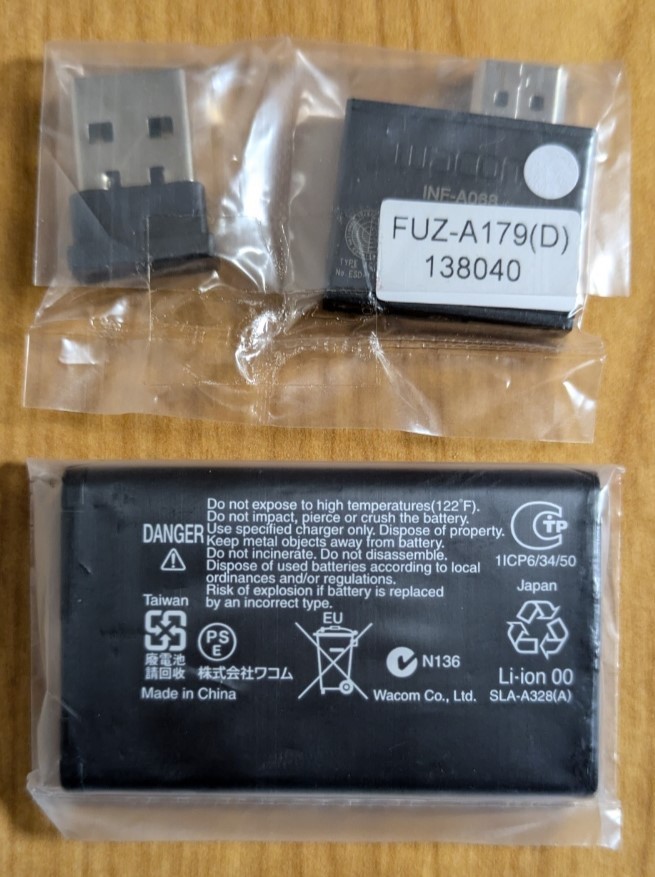 wacom
INF-A068
FUZ-A179(D)
138040
DANGER
Do not expose to high temperatures(122°F).
Do not impact, pierce or crush the battery.
Use specified charger only. Dispose of property.
Keep metal objects away from battery.
Do not incinerate. Do not disassemble.
Dispose of used batteries according to local
ordinances and/or regulations.
Risk of explosion if battery is replaced
by an incorrect type.
TP
1ICP6/34/50
Japan
Taiwan
廢電池
請回收
PS
E
株式会社ワコム
EU
N136
Li-ion 00
Made in China
Wacom Co., Ltd.
SLA-A328(A)